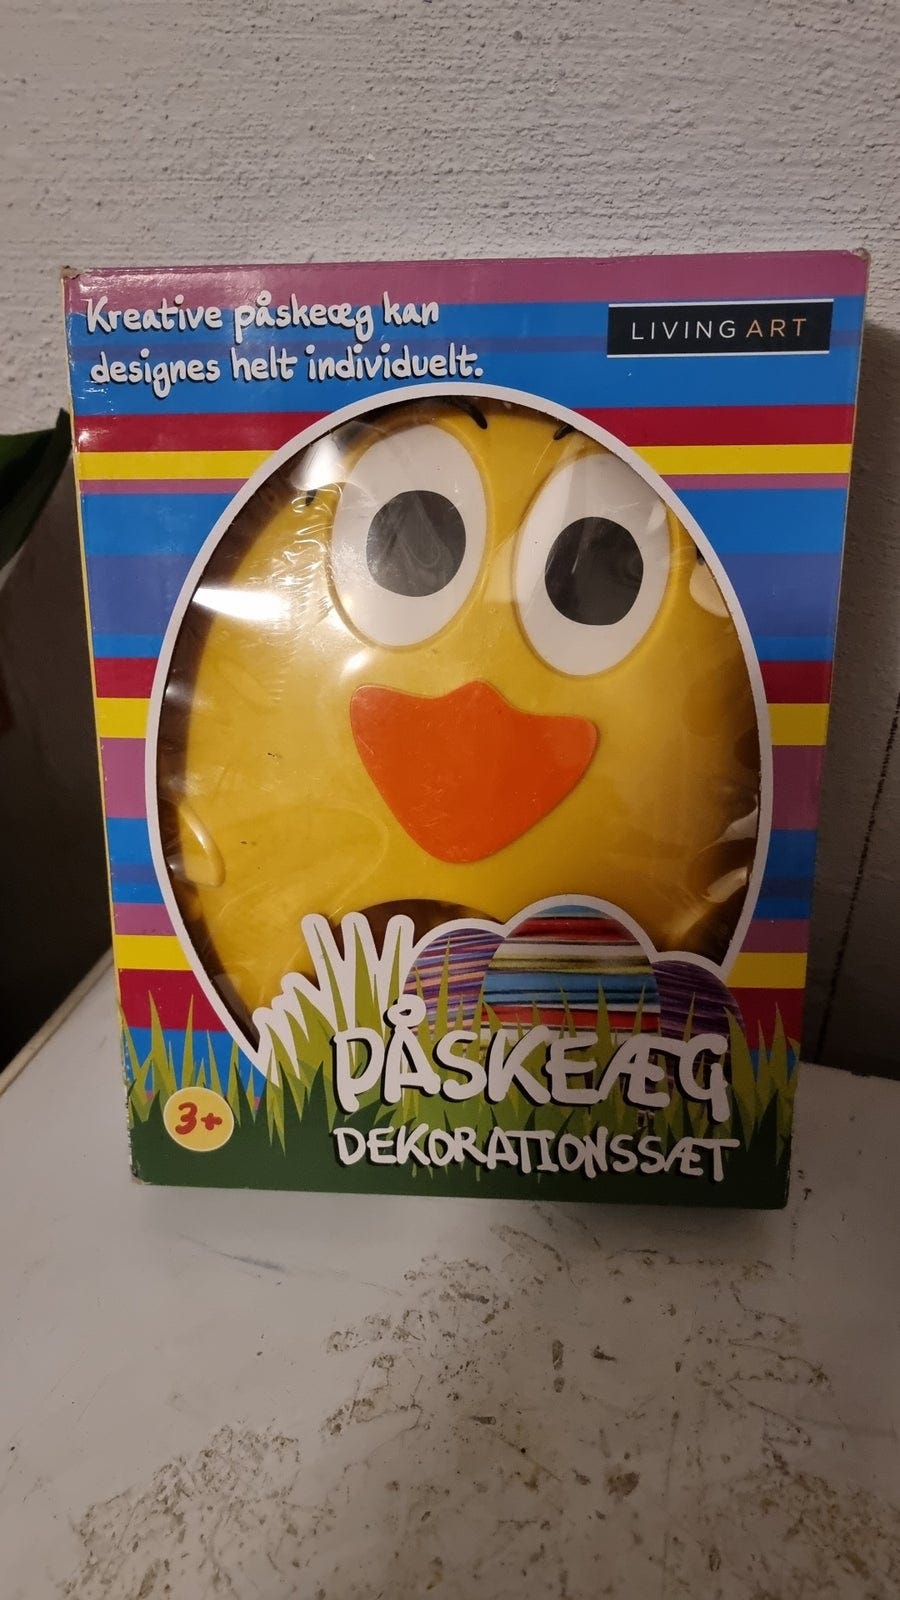 Kreative påskeæg kan
designes helt individuelt.
LIVING ART
PÅSKEÆG
DEKORATIONSSÆT
3+